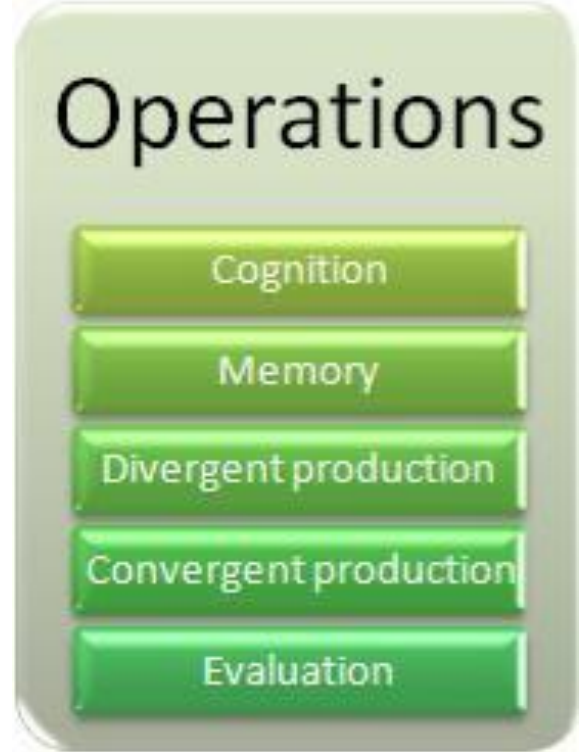 Operations
Cognition
Memory
Divergent production
Convergent production
Evaluation